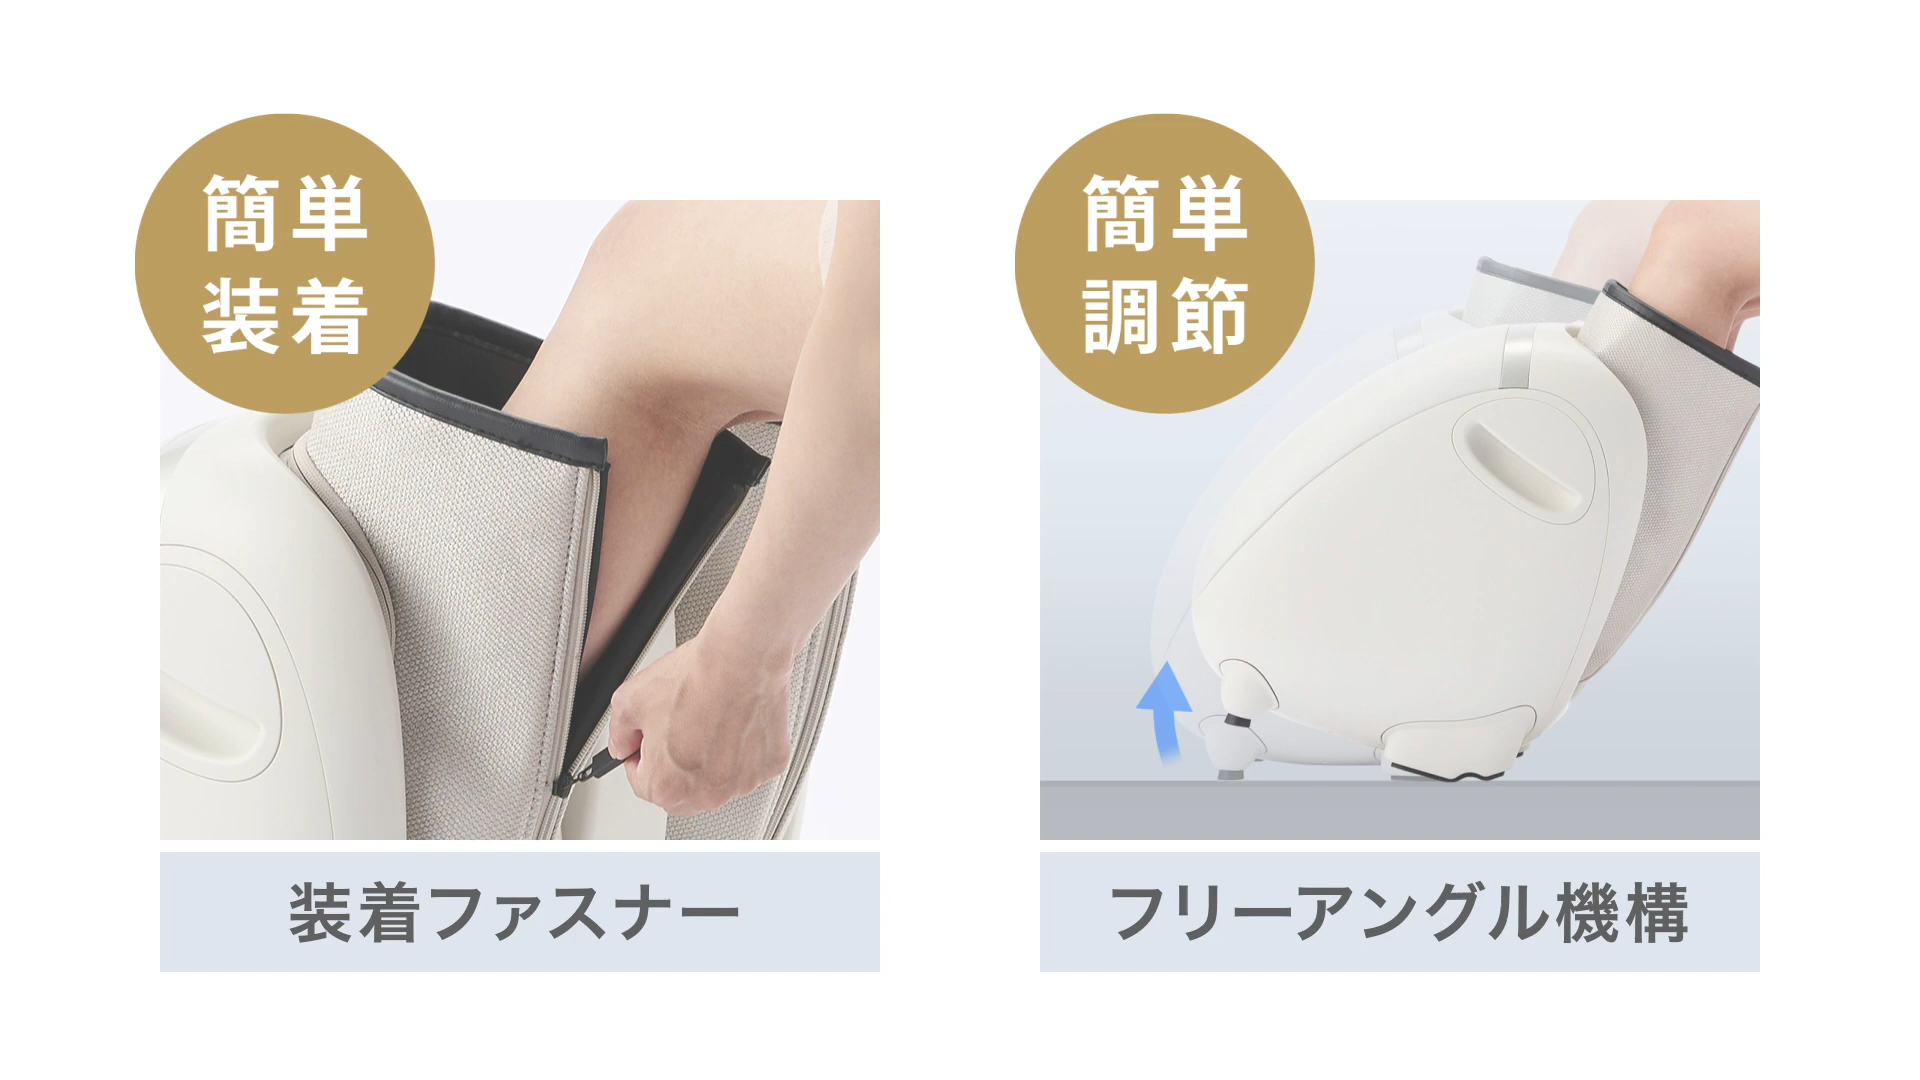 簡単
装着
装着ファスナー
簡単
調節
フリーアングル機構